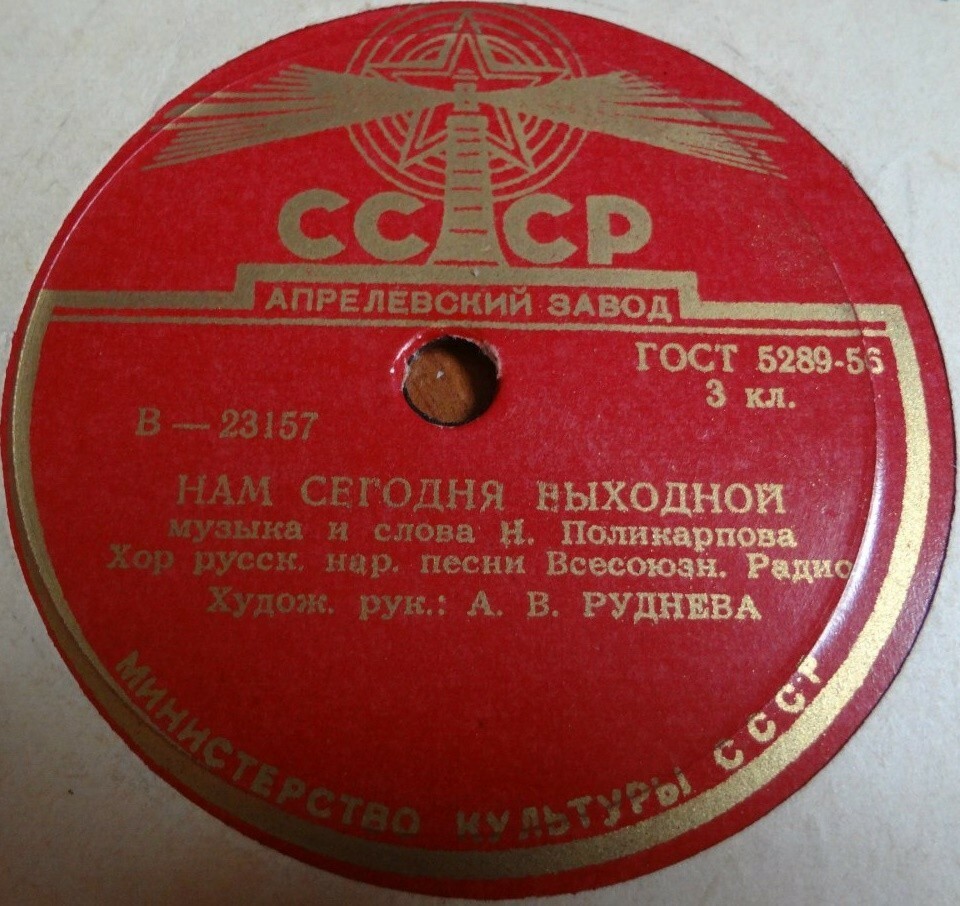 СССР
АПРЕЛЕВСКИЙ ЗАВОД
ГОСТ 5289-56
3 кл.
В — 23157
НАМ СЕГОДНЯ ВЫХОДНОЙ
музыка и слова Н. Поликарпова
Хор русск. нар. песни Всесоюзн. Радио
Худож. рук.: А. В. РУДНЕВА
МИНИСТЕРСТВО КУЛЬТУРЫ СССР